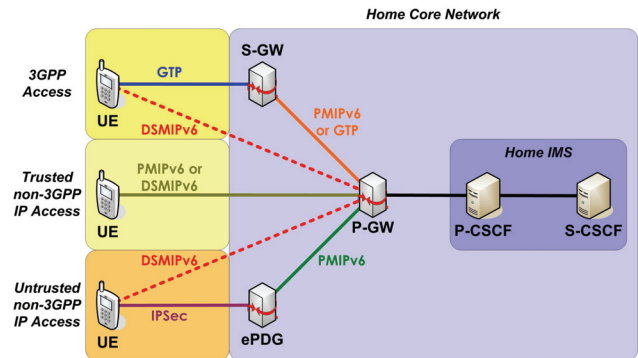 Home Core Network
S-GW
3GPP
Access
GTP
UE
DSMIPv6
PMIPv6
or GTP
Home IMS
Trusted
non-3GPP
IP Access
PMIPv6 or
DSMIPv6
UE
P-GW
P-CSCF
S-CSCF
Untrusted
non-3GPP
IP Access
DSMIPv6
PMIPv6
IPSec
UE
ePDG